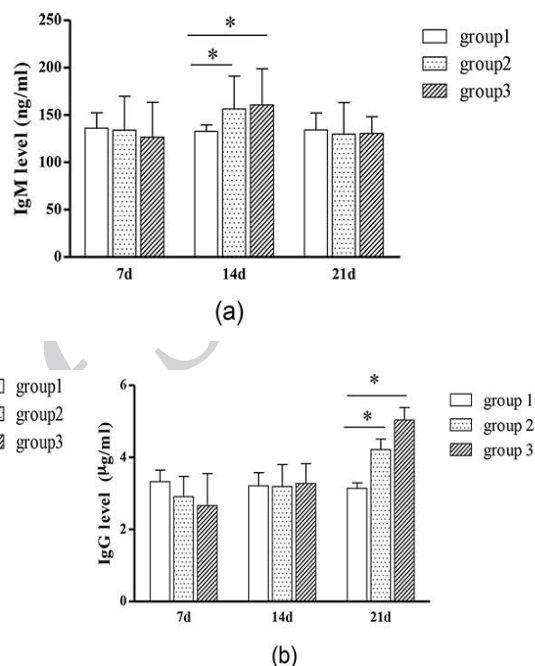 250
200
150
100
50
0
IgM level (ng/ml)
*
*
7d
14d
21d
group1
group2
group3
(a)
group1
group2
group3
6
4
2
0
IgG level (μg/ml)
*
*
7d
14d
21d
group 1
group 2
group 3
(b)